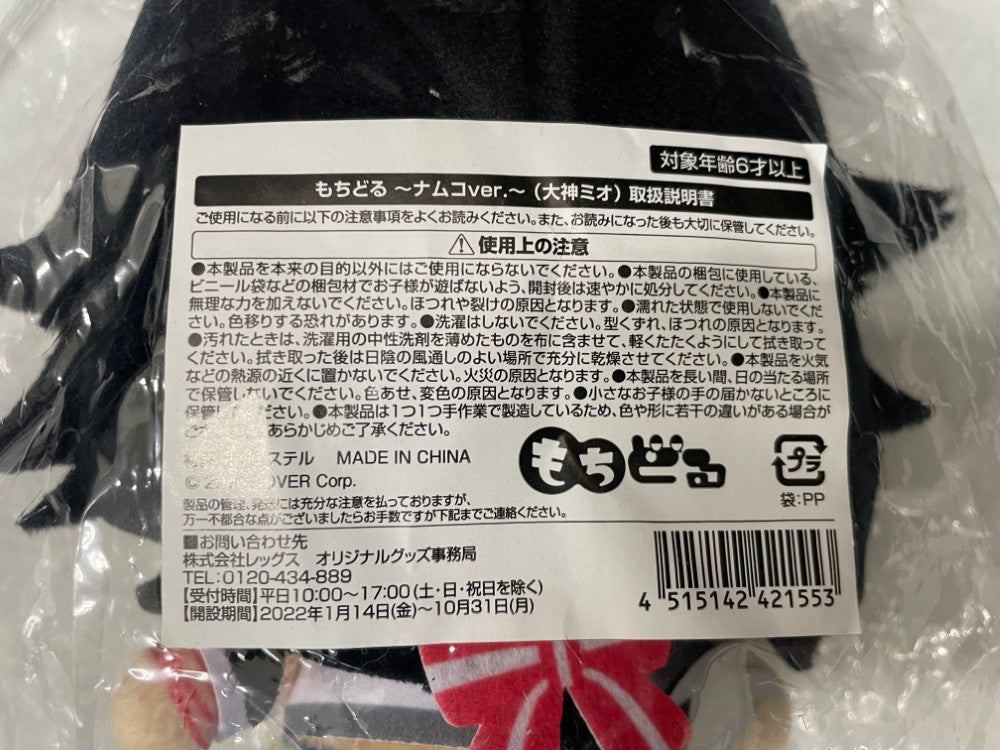 対象年齢6才以上
もちどる ～ナムコver.～（大神ミオ）取扱説明書
ご使用になる前に以下の注意事項をよくお読みください。また、お読みになった後も大切に保管してください。
使用上の注意
●本製品を本来の目的以外にはご使用にならないでください。●本製品の梱包に使用している、
ビニール袋などの梱包材でお子様が遊ばないよう、開封後は速やかに処分してください。●本製品に
無理な力を加えないでください。ほつれや裂けの原因となります。●濡れた状態で使用しないでくだ
さい。色移りする恐れがあります。●洗濯はしないでください。型くずれ、ほつれの原因となります。
●汚れたときは、洗濯用の中性洗剤を薄めたものを布に含ませて、軽くたたくようにして拭き取って
ください。拭き取った後は日陰の風通しのよい場所で充分に乾燥させてください。●本製品を火気
などの熱源の近くに置かないでください。火災の原因となります。●本製品を長い間、日の当たる場所
で保管しないでください。色あせ、変色の原因となります。●小さなお子様の手の届かないところに
保管してください。●本製品は1つ1つ手作業で製造しているため、色や形に若干の違いがある場合が
あらかじめご了承ください。
ステル MADE IN CHINA
もちどる
プラ
© OVER Corp.
袋:PP
製品の管理、発送には充分な注意を払っておりますが、
万一不都合な点がございましたらお手数ですが下記までご連絡ください。
■お問い合わせ先
株式会社レッグス オリジナルグッズ事務局
TEL:0120-434-889
【受付時間】平日10:00～17:00(土・日・祝日を除く)
【開設期間】2022年1月14日(金)～10月31日(月)
4 515142 421553